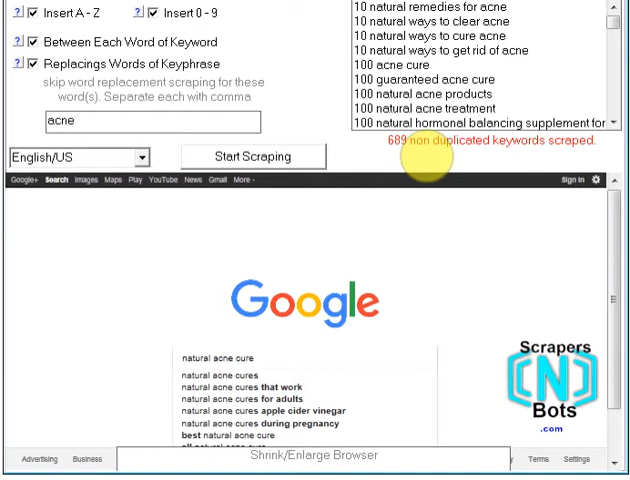 ? Insert A - Z ? Insert 0 - 9
? Between Each Word of Keyword
? Replacings Words of Keyphrase
skip word replacement scraping for these
word(s). Separate each with comma
acne
English/US
Start Scraping
10 natural remedies for acne
10 natural ways to clear acne
10 natural ways to cure acne
10 natural ways to get rid of acne
100 acne cure
100 guaranteed acne cure
100 natural acne products
100 natural acne treatment
100 natural hormonal balancing supplement for
689 non duplicated keywords scraped.
Google+ Search Images Maps Play YouTube News Gmail More - Sign in
Google
natural acne cure
natural acne cures
natural acne cures that work
natural acne cures for adults
natural acne cures apple cider vinegar
natural acne cures during pregnancy
best natural acne cure
Scrapers
N
Bots
.com
Advertising Business Shrink/Enlarge Browser y Terms Settings